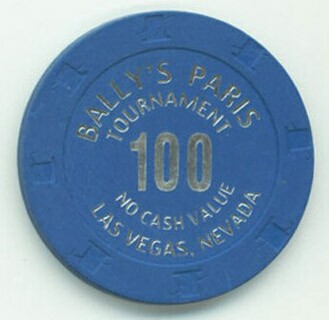 BALLY'S PARIS
TOURNAMENT
100
NO CASH VALUE
LAS VEGAS, NEVADA